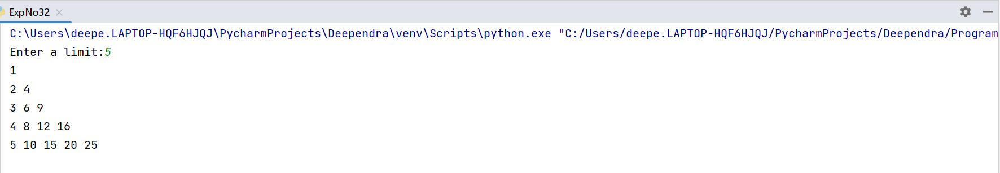 ExpNo32
C:\Users\deepe.LAPTOP-HQF6HJQJ\PycharmProjects\Deependra\venv\Scripts\python.exe "C:/Users/deepe.LAPTOP-HQF6HJQJ/PycharmProjects/Deependra/Program
Enter a limit:5
1
2 4
3 6 9
4 8 12 16
5 10 15 20 25